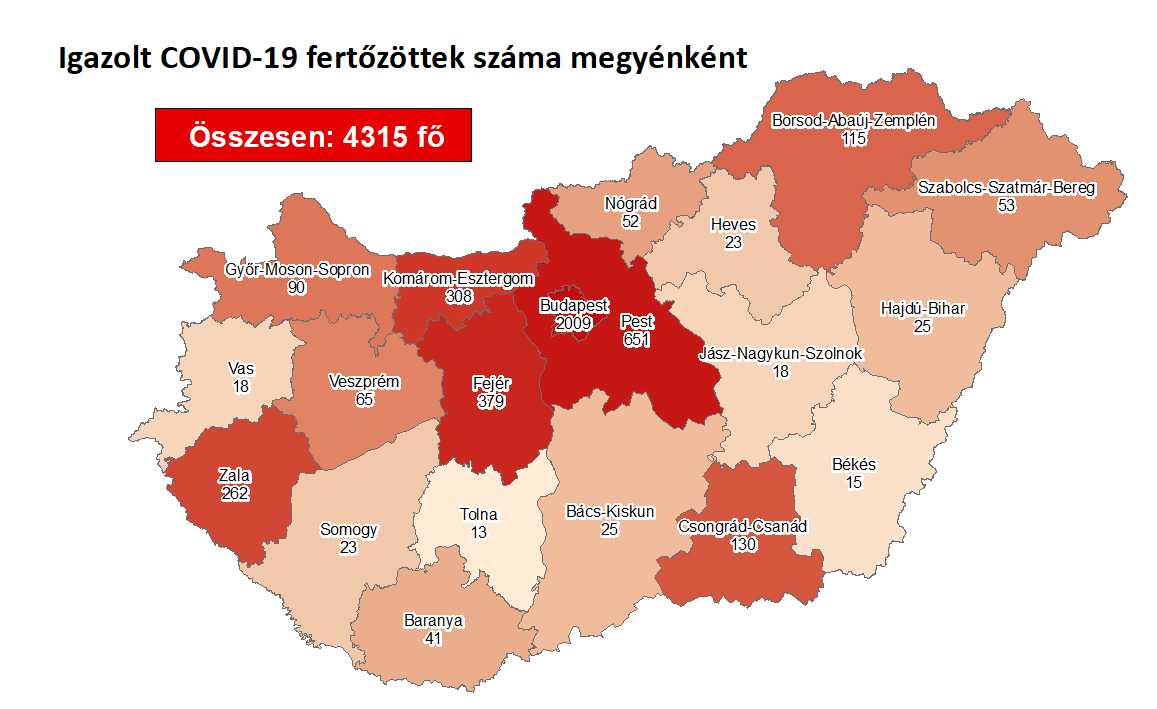 Igazolt COVID-19 fertőzöttek száma megyénként
Összesen: 4315 fő
Borsod-Abaúj-Zemplén
115
Szabolcs-Szatmár-Bereg
53
Nógrád
52
Heves
23
Győr-Moson-Sopron
90
Komárom-Esztergom
308
Budapest
2009
Pest
651
Hajdú-Bihar
25
Jász-Nagykun-Szolnok
18
Vas
18
Veszprém
65
Fejér
379
Békés
15
Zala
262
Tolna
13
Bács-Kiskun
25
Csongrád-Csanád
130
Somogy
23
Baranya
41